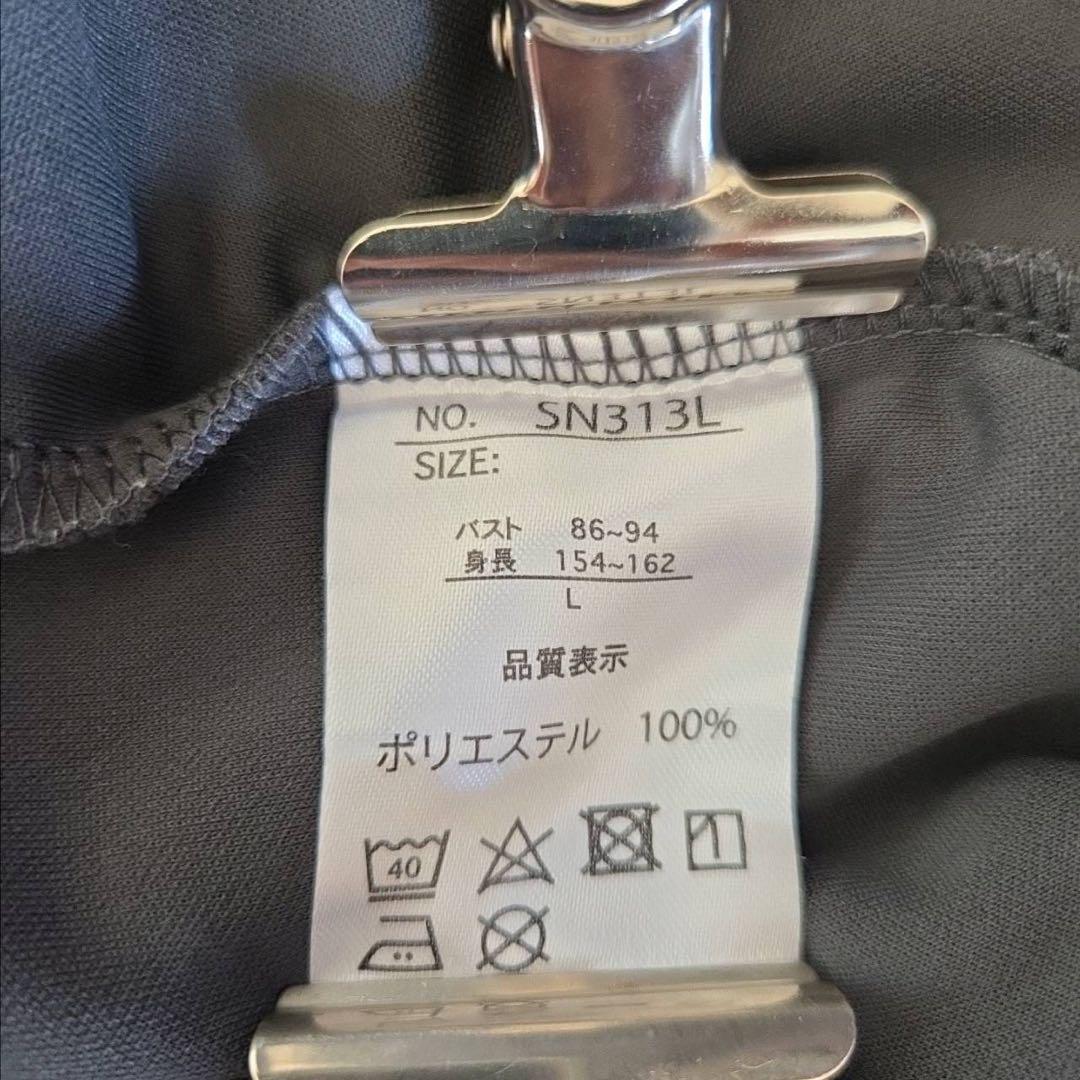 NO. SN313L
SIZE:
バスト 86~94
身長 154~162
L
品質表示
ポリエステル 100%
40